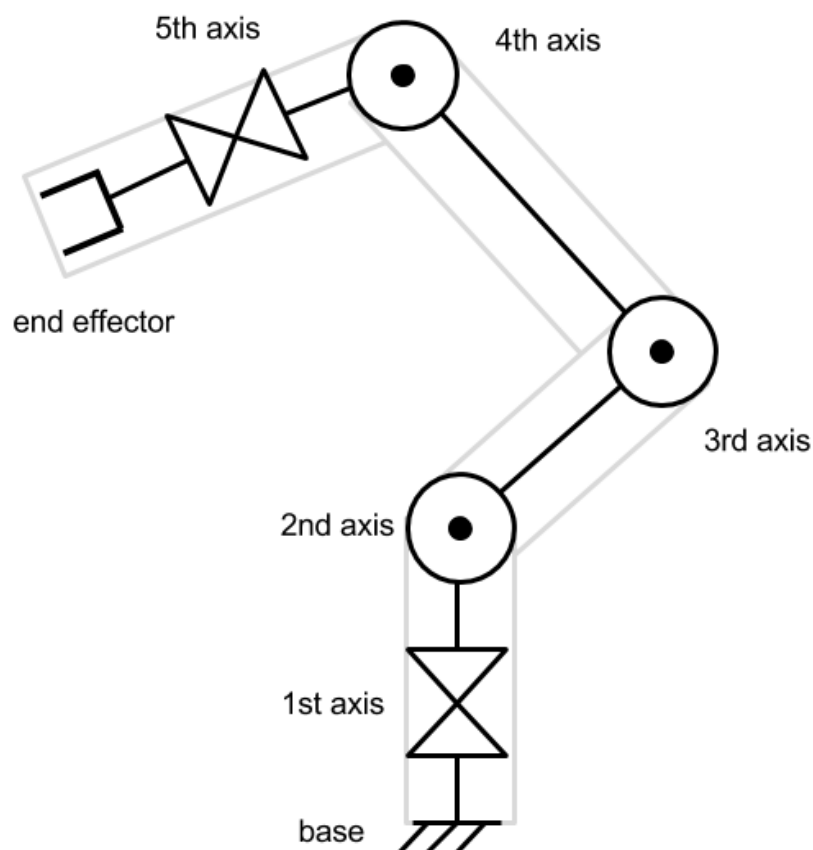 5th axis
4th axis
end effector
3rd axis
2nd axis
1st axis
base